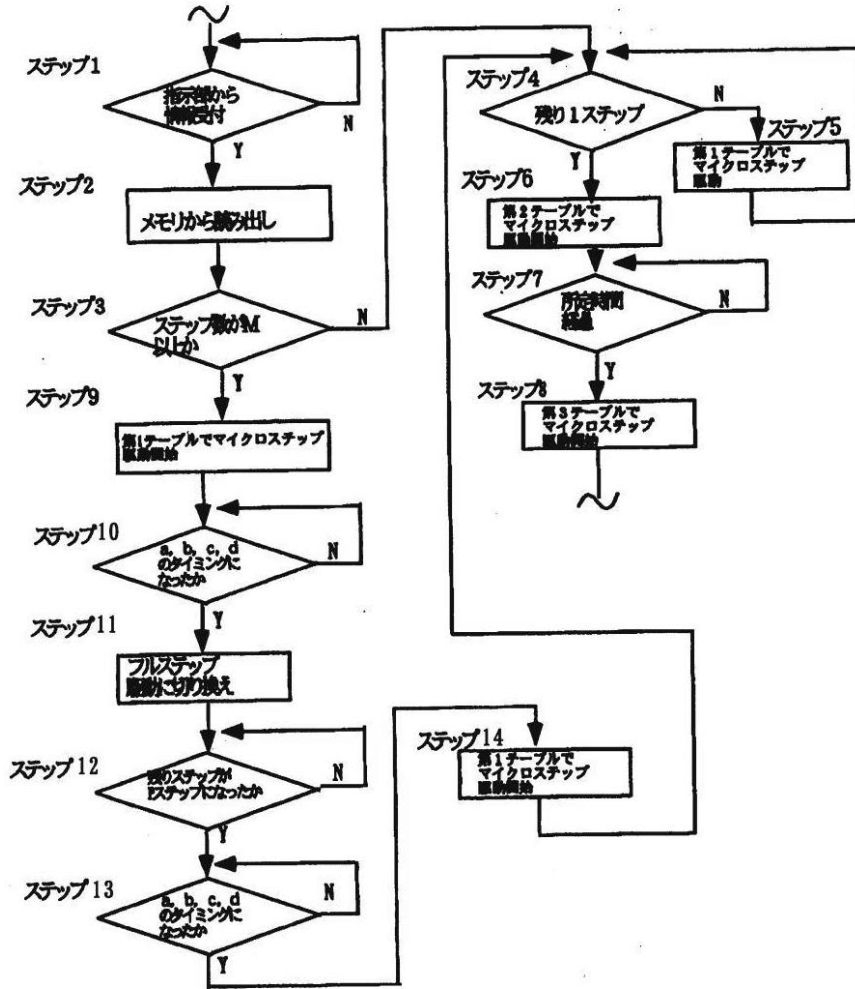 ステップ1
指示部から
情報受付
N
Y
ステップ2
メモリから読み出し
ステップ3
ステップ数がM
以上か
N
Y
ステップ9
第1テーブルでマイクロステップ
駆動開始
ステップ10
a, b, c, d
のタイミングに
なったか
N
Y
ステップ11
フルステップ
駆動に切り換え
ステップ12
残りステップが
Pステップになったか
N
Y
ステップ13
a, b, c, d
のタイミングに
なったか
N
Y
ステップ4
残り1ステップ
N
Y
ステップ5
第1テーブルで
マイクロステップ
駆動
ステップ6
第2テーブルで
マイクロステップ
駆動開始
ステップ7
所定時間
経過
N
Y
ステップ8
第3テーブルで
マイクロステップ
駆動開始
ステップ14
第1テーブルで
マイクロステップ
駆動開始